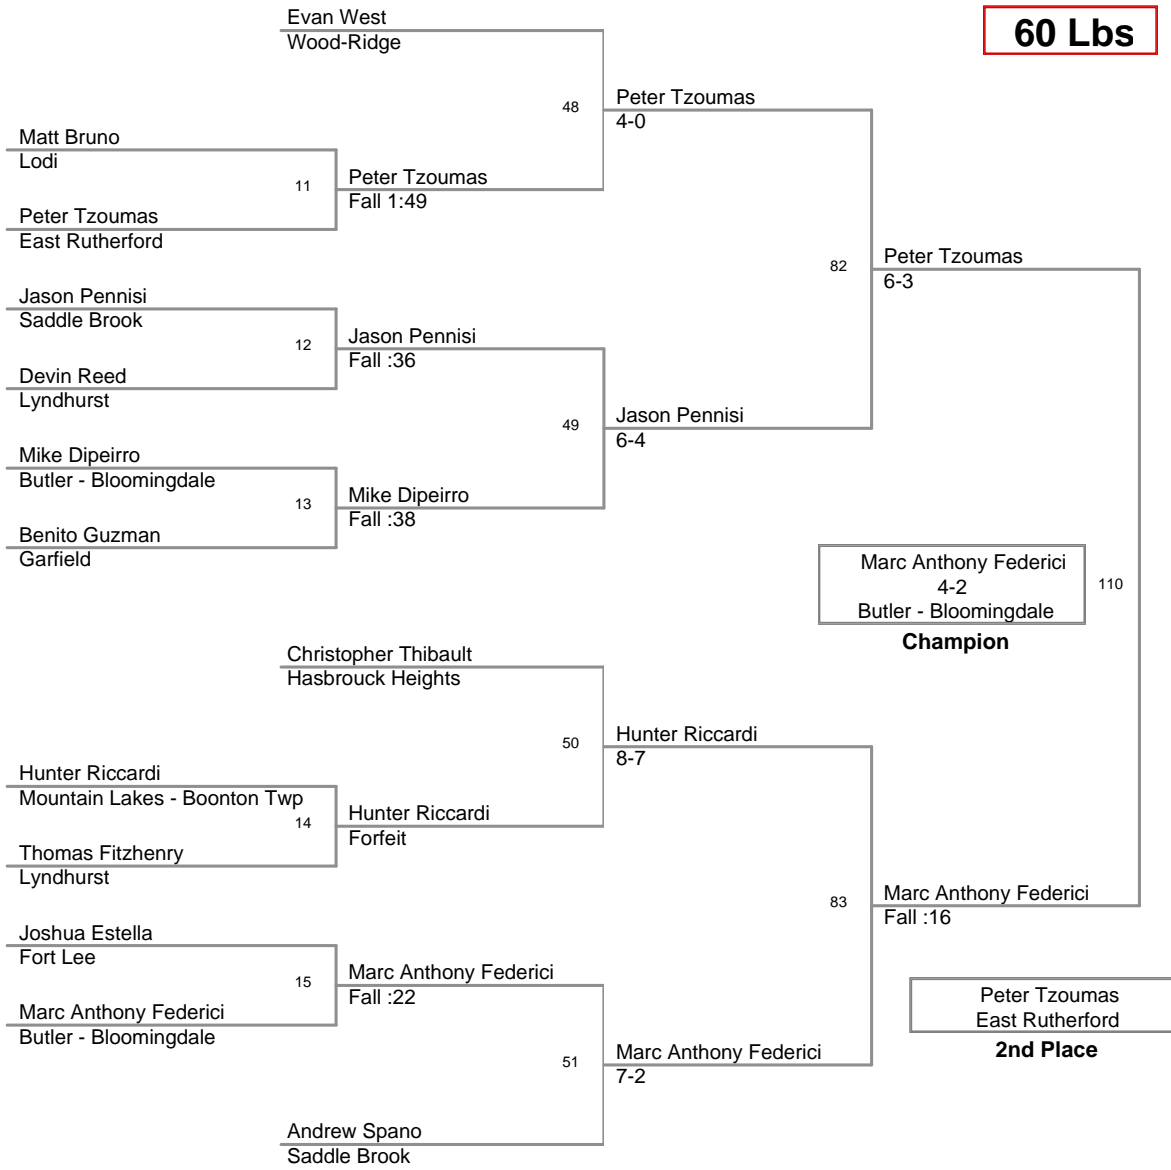 Evan West
Wood-Ridge
60 Lbs
48
Peter Tzoumas
4-0
Matt Bruno
Lodi
11
Peter Tzoumas
Fall 1:49
Peter Tzoumas
East Rutherford
82
Peter Tzoumas
6-3
Jason Pennisi
Saddle Brook
12
Jason Pennisi
Fall :36
Devin Reed
Lyndhurst
49
Jason Pennisi
6-4
Mike Dipeirro
Butler - Bloomingdale
13
Mike Dipeirro
Fall :38
Benito Guzman
Garfield
Marc Anthony Federici
4-2
Butler - Bloomingdale
110
Champion
Christopher Thibault
Hasbrouck Heights
50
Hunter Riccardi
8-7
Hunter Riccardi
Mountain Lakes - Boonton Twp
14
Hunter Riccardi
Forfeit
Thomas Fitzhenry
Lyndhurst
83
Marc Anthony Federici
Fall :16
Joshua Estella
Fort Lee
15
Marc Anthony Federici
Fall :22
Marc Anthony Federici
Butler - Bloomingdale
Peter Tzoumas
East Rutherford
2nd Place
51
Marc Anthony Federici
7-2
Andrew Spano
Saddle Brook